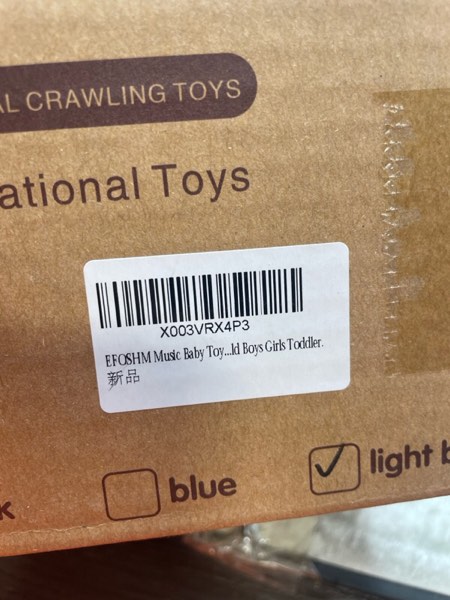 AL CRAWLING TOYS
ational Toys
X003VRX4P3
EFOSHM Music Baby Toy...ld Boys Girls Toddler.
新品
k
blue
light b